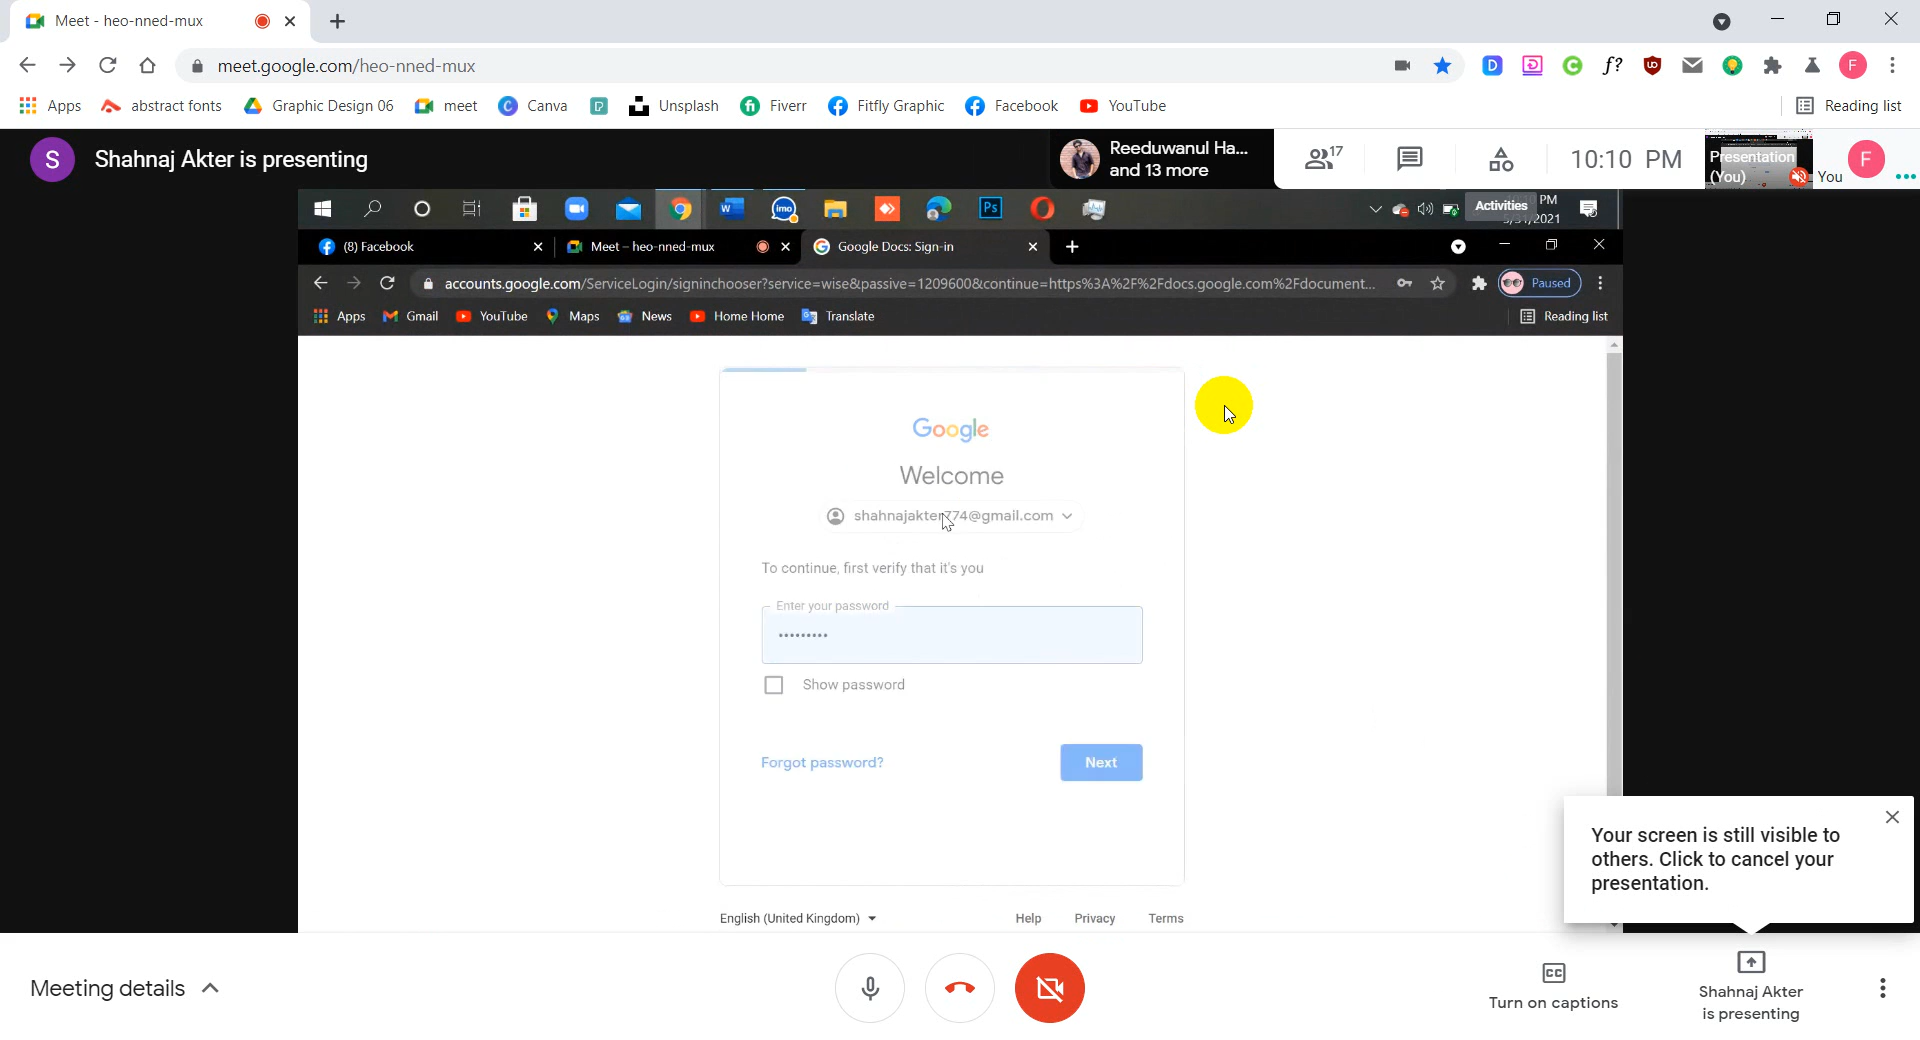 Meet - heo-nned-mux
meet.google.com/heo-nned-mux
D
f?
F
Apps
abstract fonts
Graphic Design 06
meet
Canva
Unsplash
Fiverr
Fitfly Graphic
Facebook
YouTube
Reading list
S
Shahnaj Akter is presenting
Reeduwanul Ha...
and 13 more
17
10:10 PM
Presentation
(You)
You
F
imo
Ps
Activities
PM
(8) Facebook
Meet – heo-nned-mux
Google Docs: Sign-in
accounts.google.com/ServiceLogin/signinchooser?service=wise&passive=1209600&continue=https%3A%2F%2Fdocs.google.com%2Fdocument...
Paused
Apps
Gmail
YouTube
Maps
News
Home Home
Translate
Reading list
Google
Welcome
shahnajakter774@gmail.com
To continue, first verify that it's you
Enter your password
•••••••••
Show password
Forgot password?
Next
English (United Kingdom)
Help
Privacy
Terms
Your screen is still visible to
others. Click to cancel your
presentation.
Meeting details
CC
Turn on captions
Shahnaj Akter
is presenting